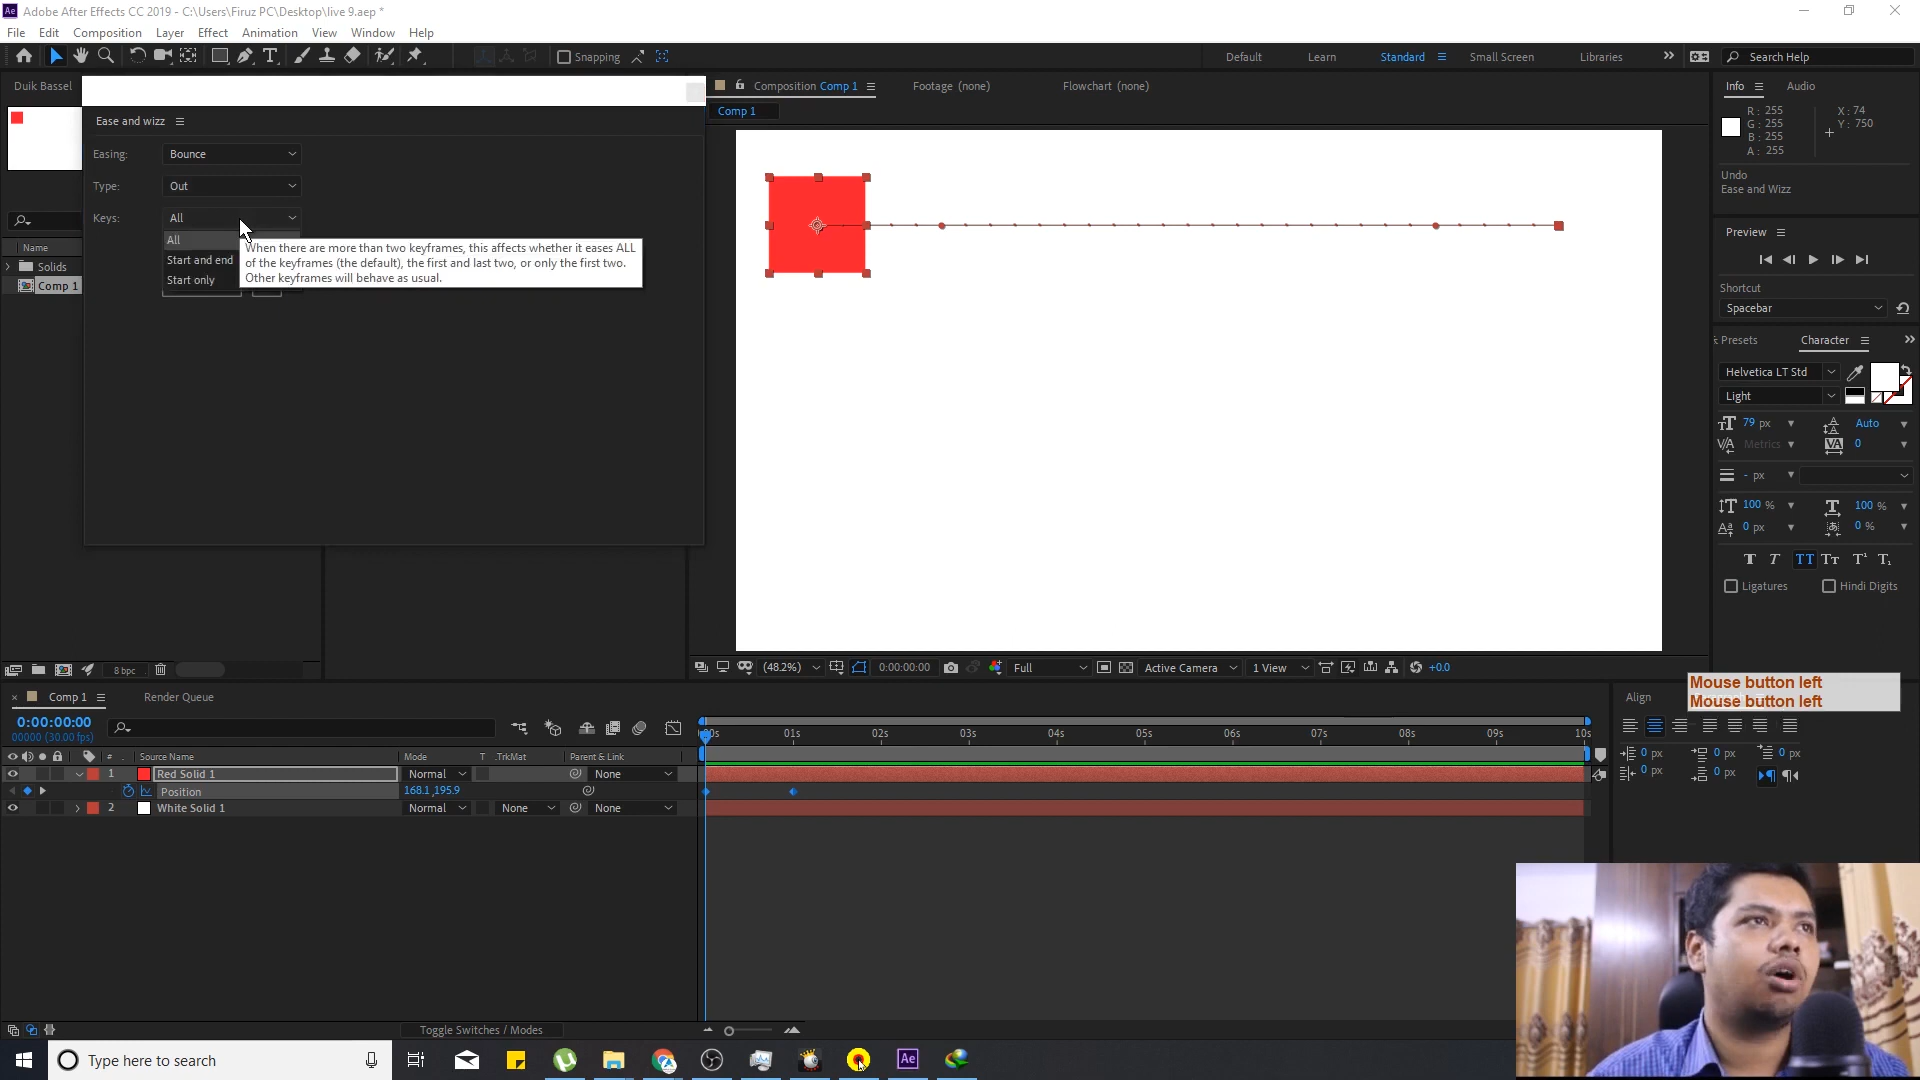 Adobe After Effects CC 2019 - C:\Users\Firuz PC\Desktop\live 9.aep *
File Edit Composition Layer Effect Animation View Window Help
Snapping
Default Learn Standard Small Screen Libraries Search Help
Duik Bassel
Ease and wizz
Easing: Bounce
Type: Out
Keys: All
All
Start and end
Start only
When there are more than two keyframes, this affects whether it eases ALL
of the keyframes (the default), the first and last two, or only the first two.
Other keyframes will behave as usual.
Name
Solids
Comp 1
8 bpc
Composition Comp 1 Footage (none) Flowchart (none)
Comp 1
(48.2%) 0:00:00:00 Full Active Camera 1 View +0.0
Info Audio
R: 255 X: 74
G: 255 Y: 750
B: 255
A: 255
Undo
Ease and Wizz
Preview
Shortcut
Spacebar
Presets Character
Helvetica LT Std
Light
79 px Auto
Metrics 0
- px
100 % 100 %
0 px 0 %
Ligatures Hindi Digits
Mouse button left
Mouse button left
Align
0 px 0 px 0 px
0 px 0 px
Comp 1 Render Queue
0:00:00:00
00000 (30.00 fps)
# Source Name Mode T .TrkMat Parent & Link
00s 01s 02s 03s 04s 05s 06s 07s 08s 09s 10s
1 Red Solid 1 Normal None
Position 168.1,195.9
2 White Solid 1 Normal None None
Toggle Switches / Modes
Type here to search
Ae